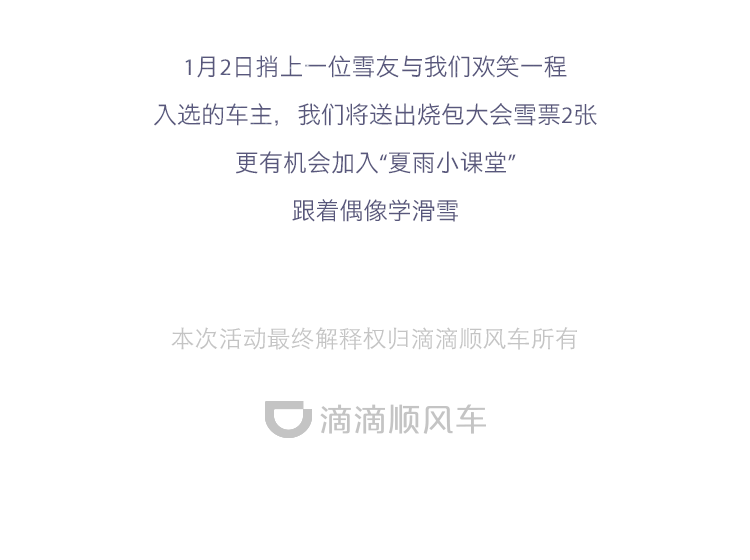 1月2日捎上一位雪友与我们欢笑一程
入选的车主，我们将送出烧包大会雪票2张
更有机会加入“夏雨小课堂”
跟着偶像学滑雪
本次活动最终解释权归滴滴顺风车所有
滴滴顺风车